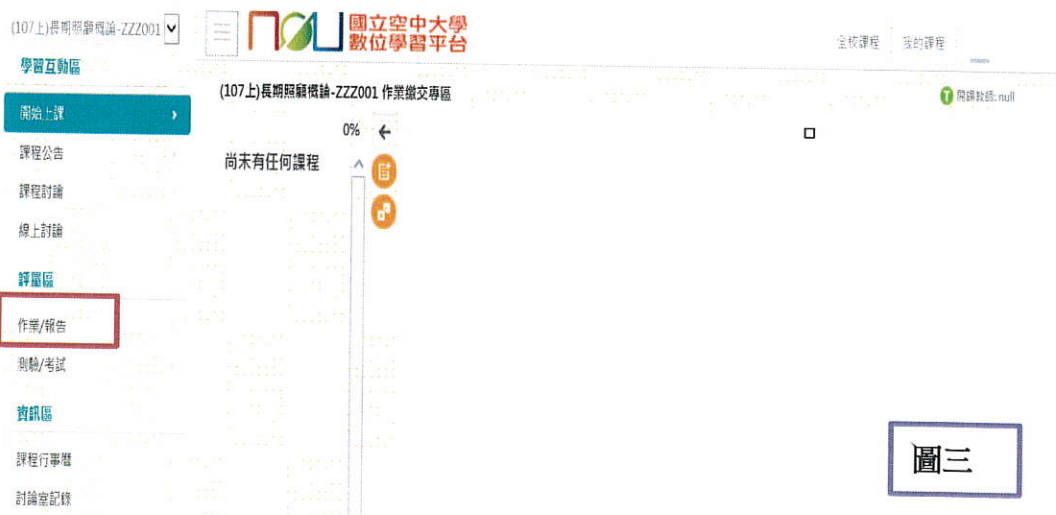 (107上)長期照顧概論-ZZZ001
學習互動區
開始上課
課程公告
課程討論
線上討論
評量區
作業/報告
測驗/考試
資訊區
課程行事曆
討論室記錄
nou 國立空中大學
數位學習平台
全校課程 我的課程
(107上)長期照顧概論-ZZZ001 作業繳交專區
T 開課教師: null
0%
尚未有任何課程
圖三